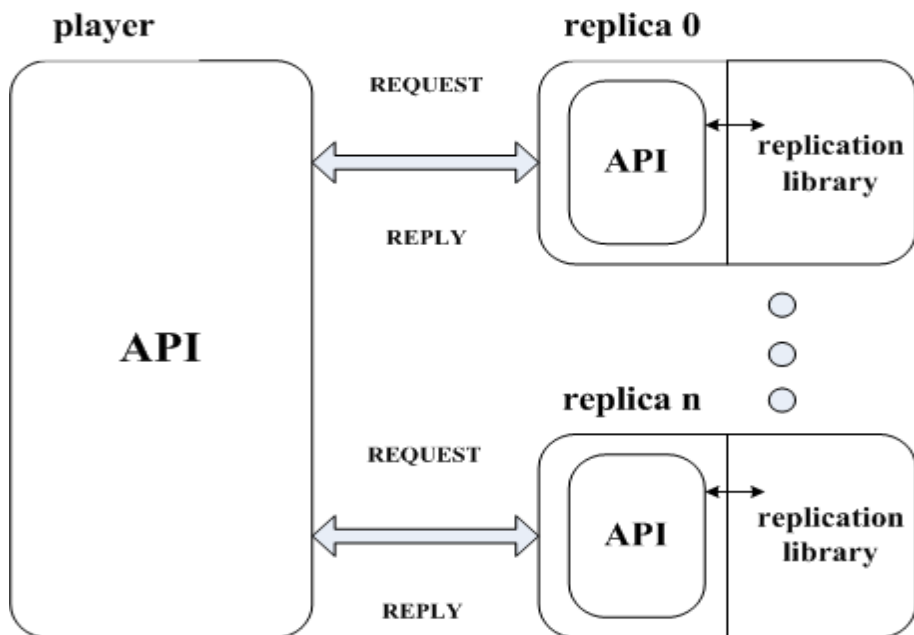 player
replica 0
REQUEST
API
replication
library
REPLY
API
replica n
REQUEST
API
replication
library
REPLY